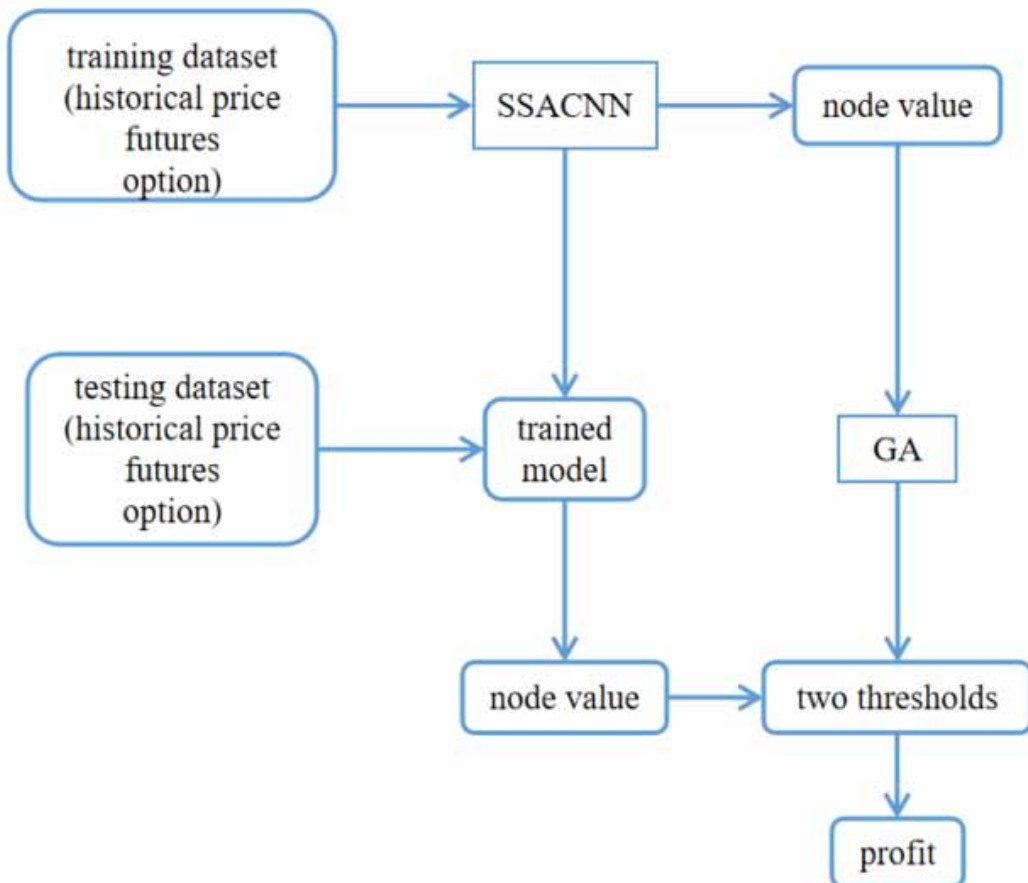 training dataset
(historical price
futures
option)
SSACNN
node value
testing dataset
(historical price
futures
option)
trained
model
GA
node value
two thresholds
profit